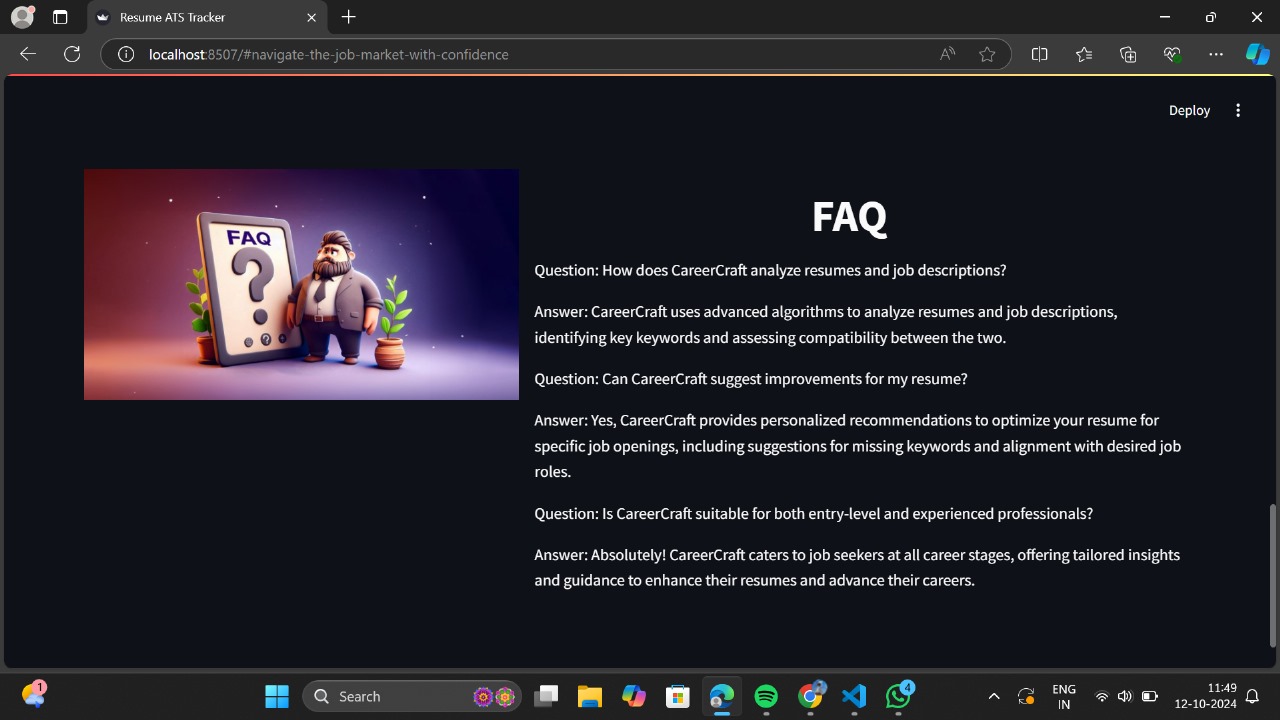 Resume ATS Tracker
localhost:8507/#navigate-the-job-market-with-confidence
Deploy
FAQ
?
?
FAQ
Question: How does CareerCraft analyze resumes and job descriptions?
Answer: CareerCraft uses advanced algorithms to analyze resumes and job descriptions,
identifying key keywords and assessing compatibility between the two.
Question: Can CareerCraft suggest improvements for my resume?
Answer: Yes, CareerCraft provides personalized recommendations to optimize your resume for
specific job openings, including suggestions for missing keywords and alignment with desired job
roles.
Question: Is CareerCraft suitable for both entry-level and experienced professionals?
Answer: Absolutely! CareerCraft caters to job seekers at all career stages, offering tailored insights
and guidance to enhance their resumes and advance their careers.
1
Search
4
ENG
IN
11:49
12-10-2024